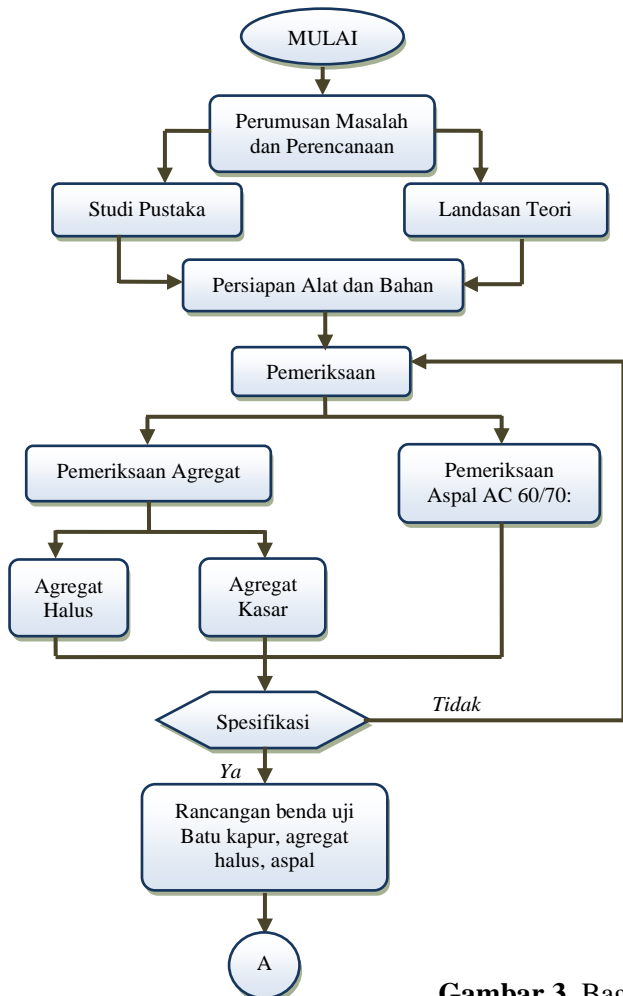 MULAI
Perumusan Masalah
dan Perencanaan
Studi Pustaka
Landasan Teori
Persiapan Alat dan Bahan
Pemeriksaan
Pemeriksaan Agregat
Pemeriksaan
Aspal AC 60/70:
Agregat
Halus
Agregat
Kasar
Spesifikasi
Tidak
Ya
Rancangan benda uji
Batu kapur, agregat
halus, aspal
A
Gambar 3. Bag